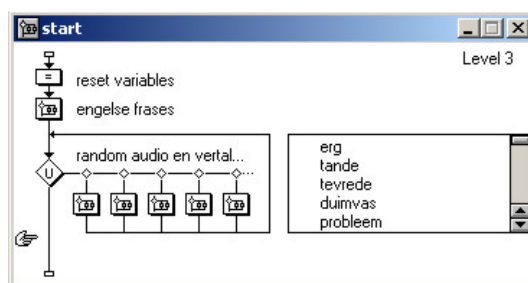 start
Level 3
=
reset variables
engelse frases
random audio en vertal...
U
erg
tande
tevrede
duimvas
probleem